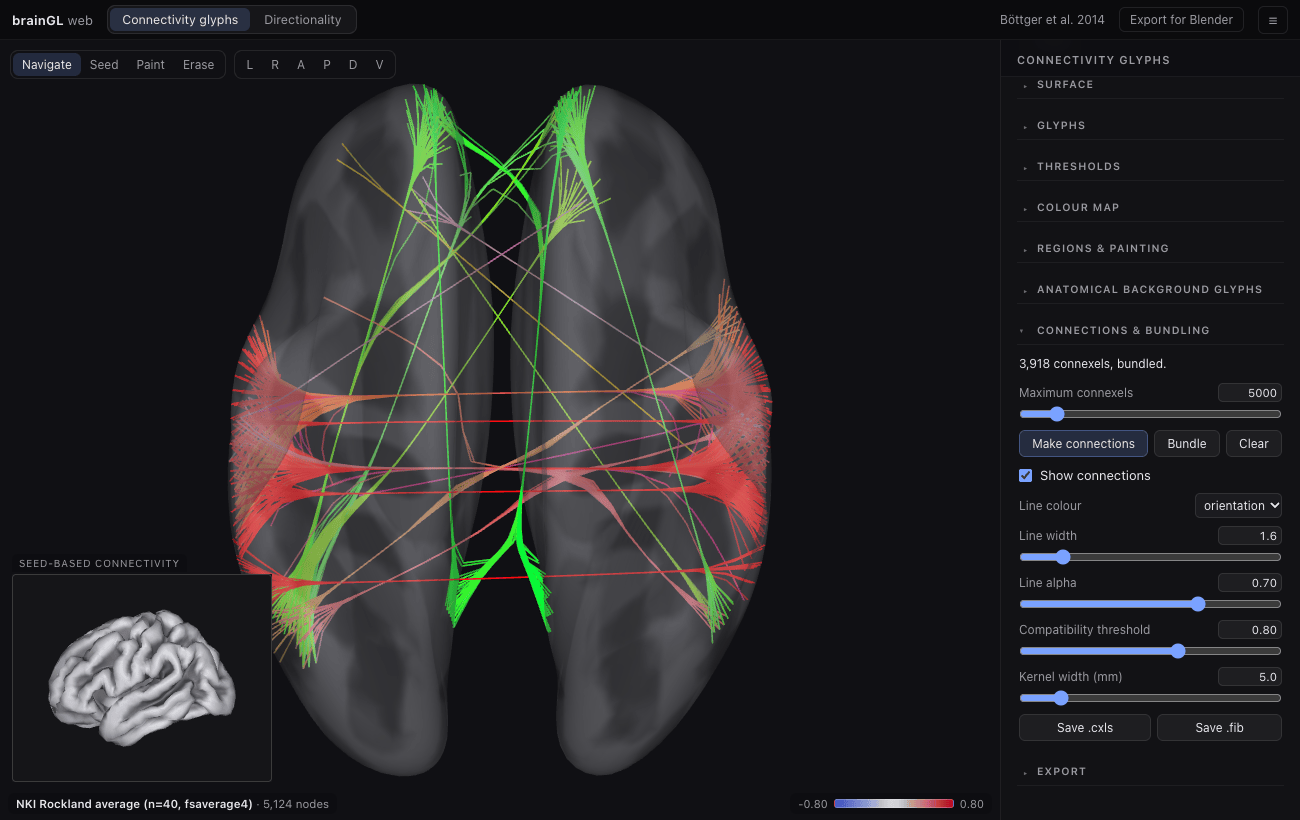 brainGL web Connectivity glyphs Directionality Böttger et al. 2014 Export for Blender ≡
Navigate Seed Paint Erase L R A P D V
CONNECTIVITY GLYPHS
SURFACE
GLYPHS
THRESHOLDS
COLOUR MAP
REGIONS & PAINTING
ANATOMICAL BACKGROUND GLYPHS
CONNECTIONS & BUNDLING
3,918 connexels, bundled.
Maximum connexels 5000
Make connections Bundle Clear
Show connections
Line colour orientation
Line width 1.6
Line alpha 0.70
Compatibility threshold 0.80
Kernel width (mm) 5.0
Save .cxls Save .fib
EXPORT
SEED-BASED CONNECTIVITY
NKI Rockland average (n=40, fsaverage4) · 5,124 nodes
-0.80 0.80